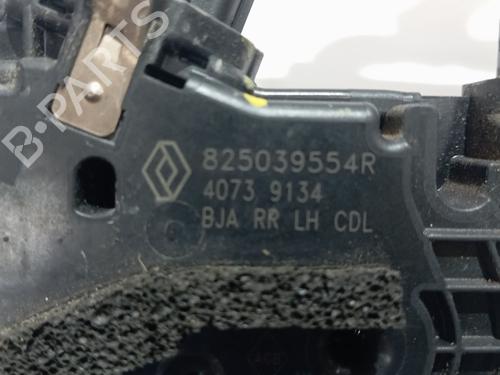 825039554R
4073 9134
BJA RR LH CDL
B-PARTS